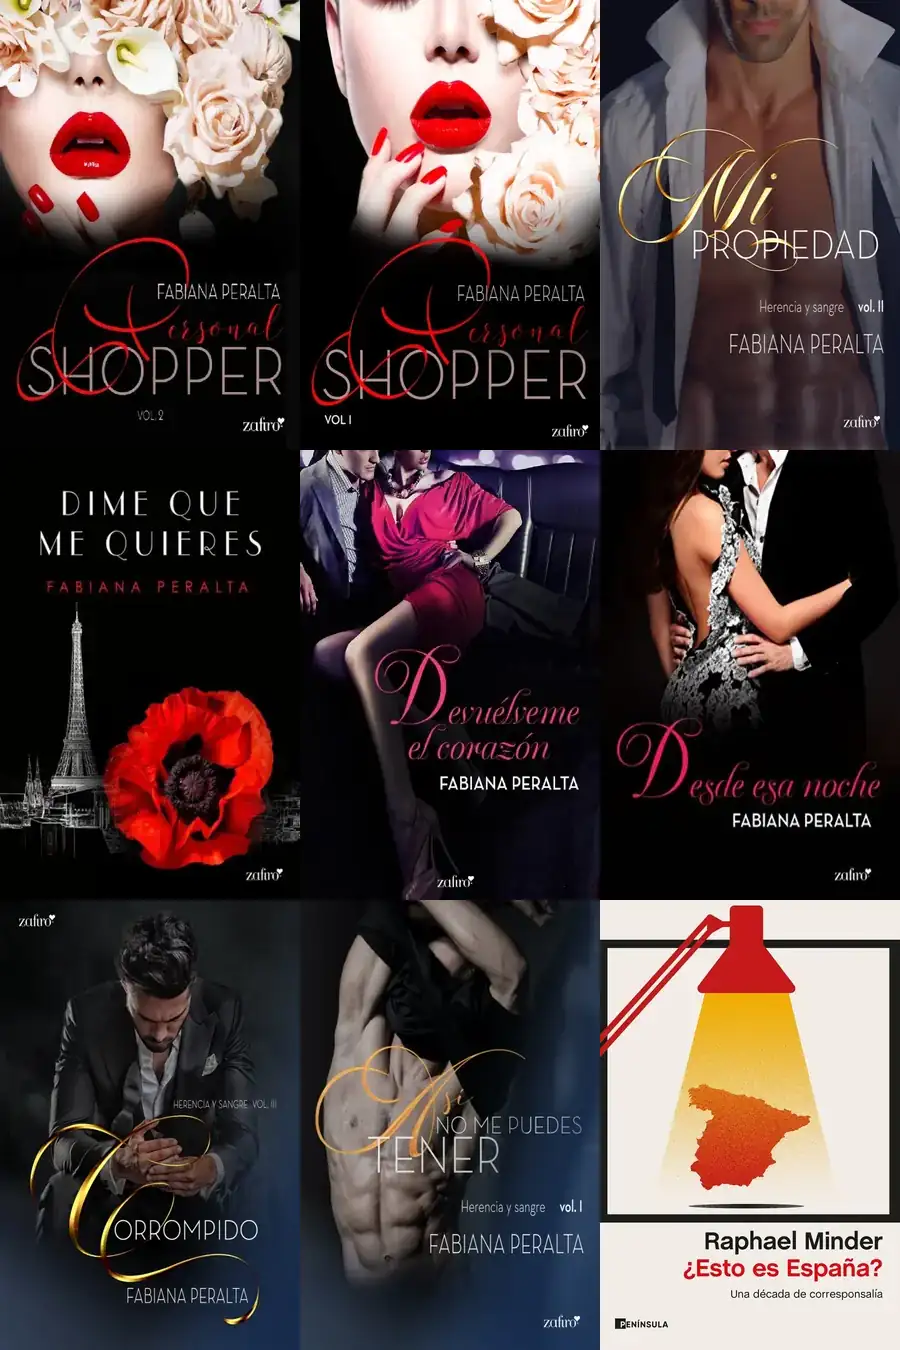 FABIANA PERALTA
Personal
SHOPPER
VOL. 2
zafiro
FABIANA PERALTA
Personal
SHOPPER
VOL I
zafiro
Mi
PROPIEDAD
Herencia y sangre vol. II
FABIANA PERALTA
zafiro
DIME QUE
ME QUIERES
FABIANA PERALTA
zafiro
Devuélveme
el corazón
FABIANA PERALTA
zafiro
Desde esa noche
FABIANA PERALTA
zafiro
zafiro
HERENCIA Y SANGRE. VOL. III
CORROMPIDO
FABIANA PERALTA
Así
NO ME PUEDES
TENER
Herencia y sangre vol. I
FABIANA PERALTA
zafiro
Raphael Minder
¿Esto es España?
Una década de corresponsalía
PENÍNSULA